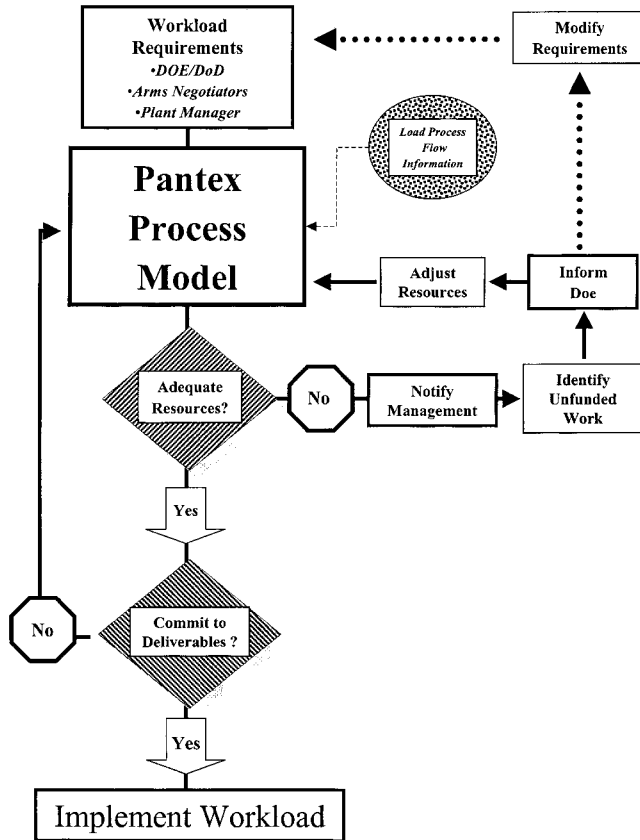 Workload
Requirements
•DOE/DoD
•Arms Negotiators
•Plant Manager
Modify
Requirements
Load Process
Flow
Information
Pantex
Process
Model
Adjust
Resources
Inform
Doe
Adequate
Resources?
No
Notify
Management
Identify
Unfunded
Work
Yes
No
Commit to
Deliverables ?
Yes
Implement Workload